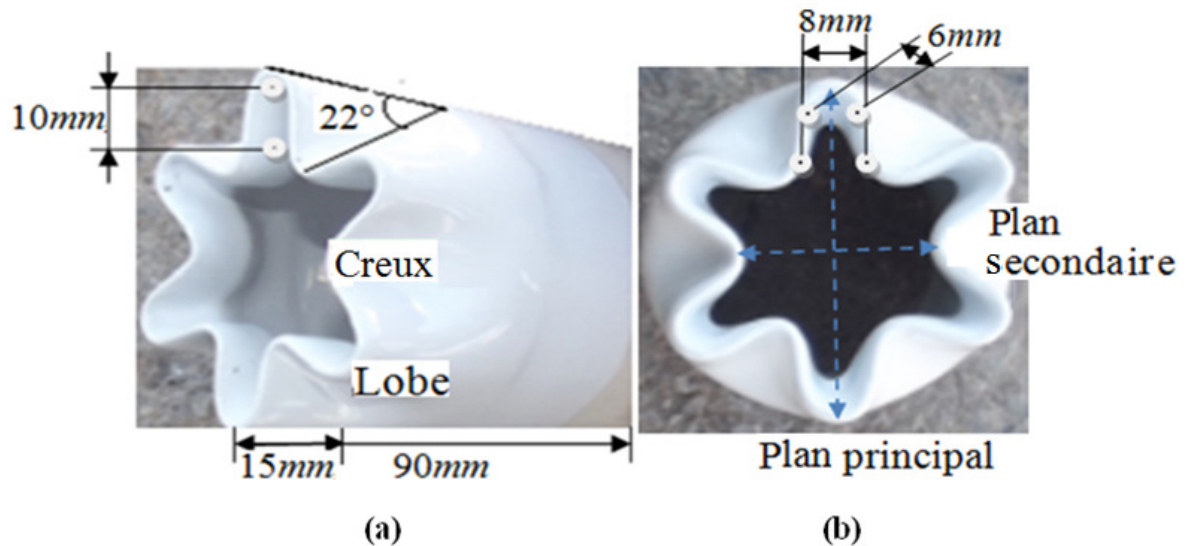 10mm
22°
Creux
Lobe
15mm
90mm
(a)
8mm
6mm
Plan
secondaire
Plan principal
(b)